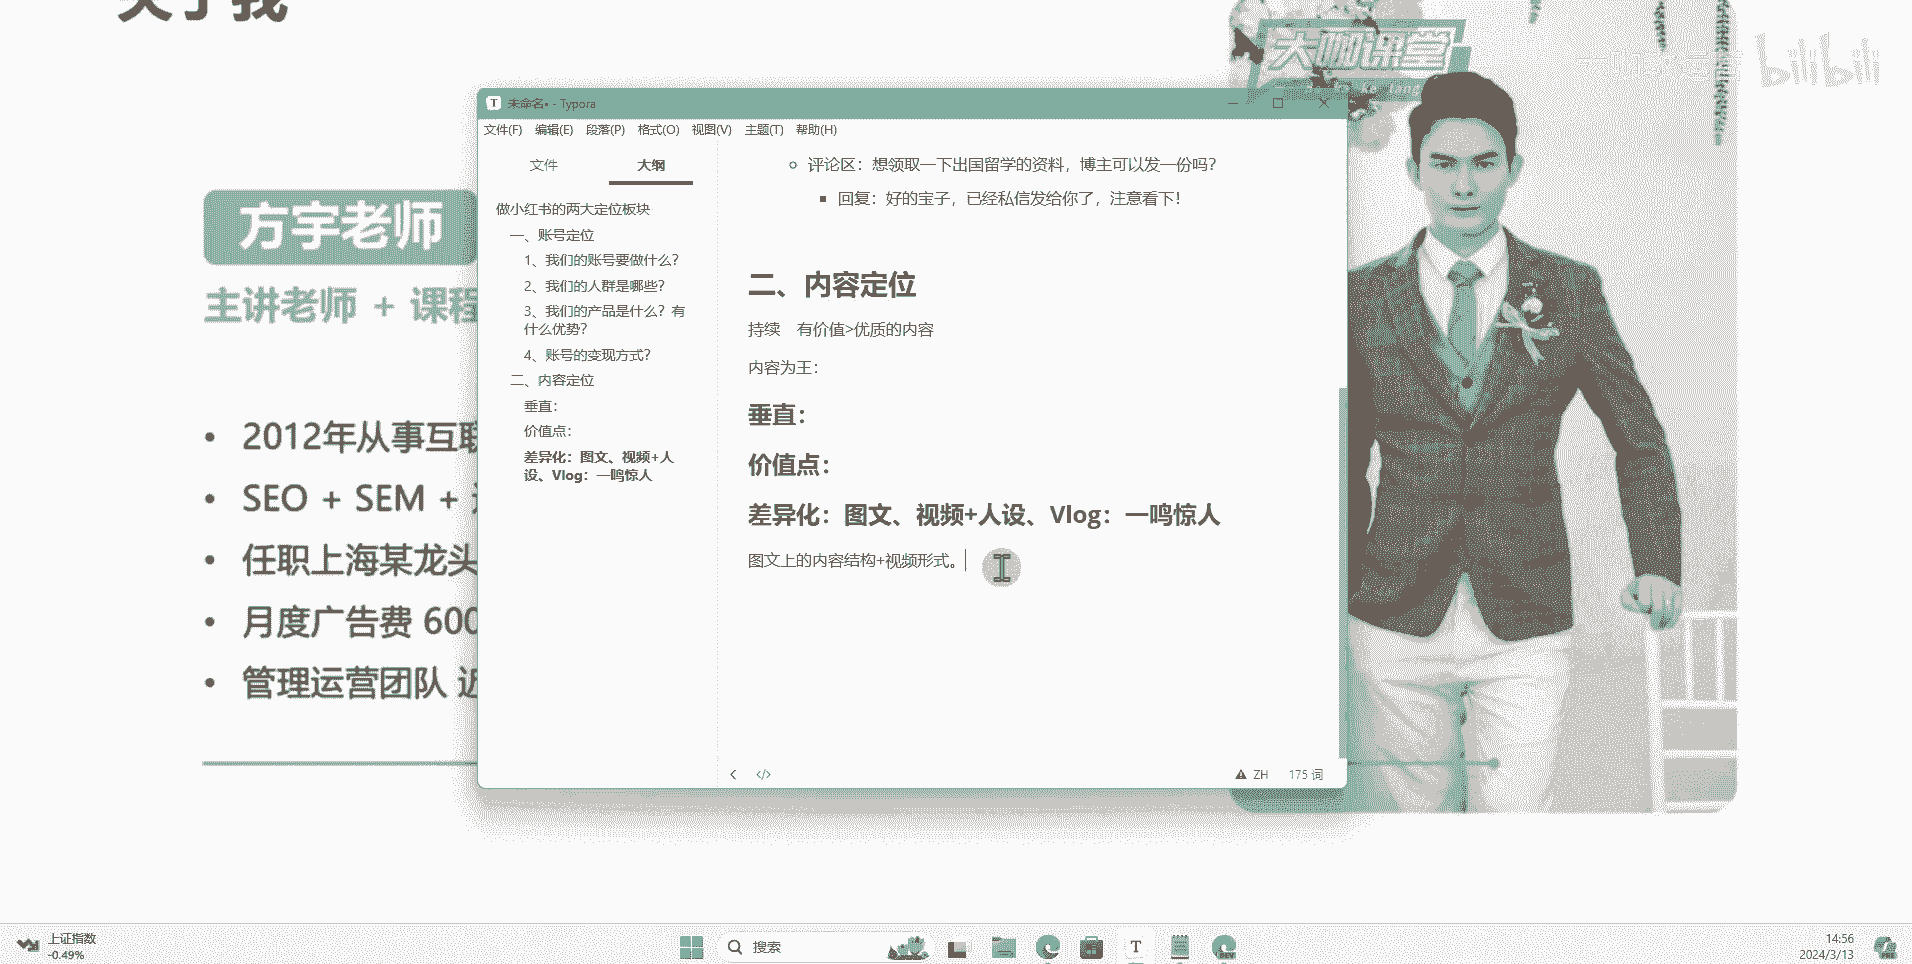 关于我
大咖课堂
bilibili
方宇老师
主讲老师 + 课程
• 2012年从事互联
• SEO + SEM +
• 任职上海某龙头
• 月度广告费 600
• 管理运营团队 近
未命名• - Typora
文件(F) 编辑(E) 段落(P) 格式(O) 视图(V) 主题(T) 帮助(H)
文件 大纲
做小红书的两大定位板块
一、账号定位
1、我们的账号要做什么？
2、我们的人群是哪些？
3、我们的产品是什么？有
什么优势？
4、账号的变现方式？
二、内容定位
垂直：
价值点：
差异化：图文、视频+人
设、Vlog：一鸣惊人
评论区：想领取一下出国留学的资料，博主可以发一份吗？
回复：好的宝子，已经私信发给你了，注意看下！
二、内容定位
持续 有价值>优质的内容
内容为王：
垂直：
价值点：
差异化：图文、视频+人设、Vlog：一鸣惊人
图文上的内容结构+视频形式。
ZH 175 词
上证指数
-0.49%
搜索
14:56
2024/3/13